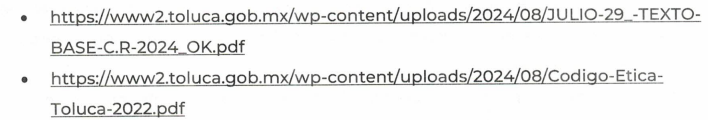 • https://www2.toluca.gob.mx/wp-content/uploads/2024/08/JULIO-29_-TEXTO-
BASE-C.R-2024_OK.pdf
• https://www2.toluca.gob.mx/wp-content/uploads/2024/08/Codigo-Etica-
Toluca-2022.pdf